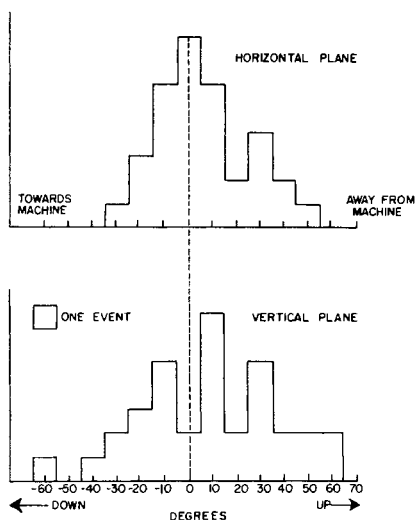 HORIZONTAL PLANE
TOWARDS
MACHINE
AWAY FROM
MACHINE
ONE EVENT
VERTICAL PLANE
-60 -50 -40 -30 -20 -10 0 10 20 30 40 50 60 70
DOWN UP
DEGREES